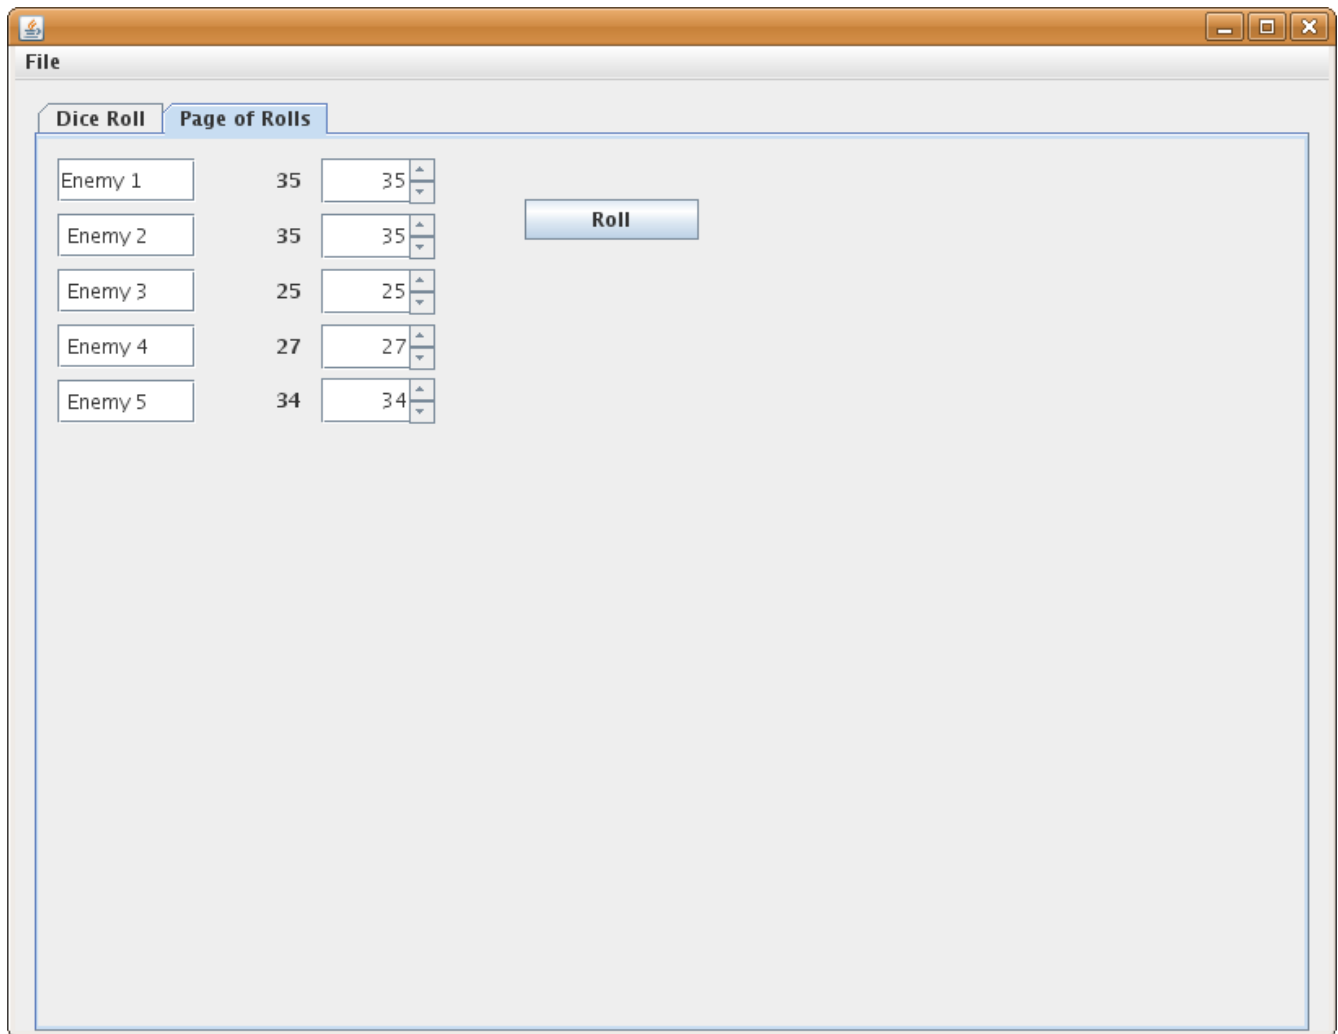 File
Dice Roll Page of Rolls
Enemy 1 35 35
Roll
Enemy 2 35 35
Enemy 3 25 25
Enemy 4 27 27
Enemy 5 34 34